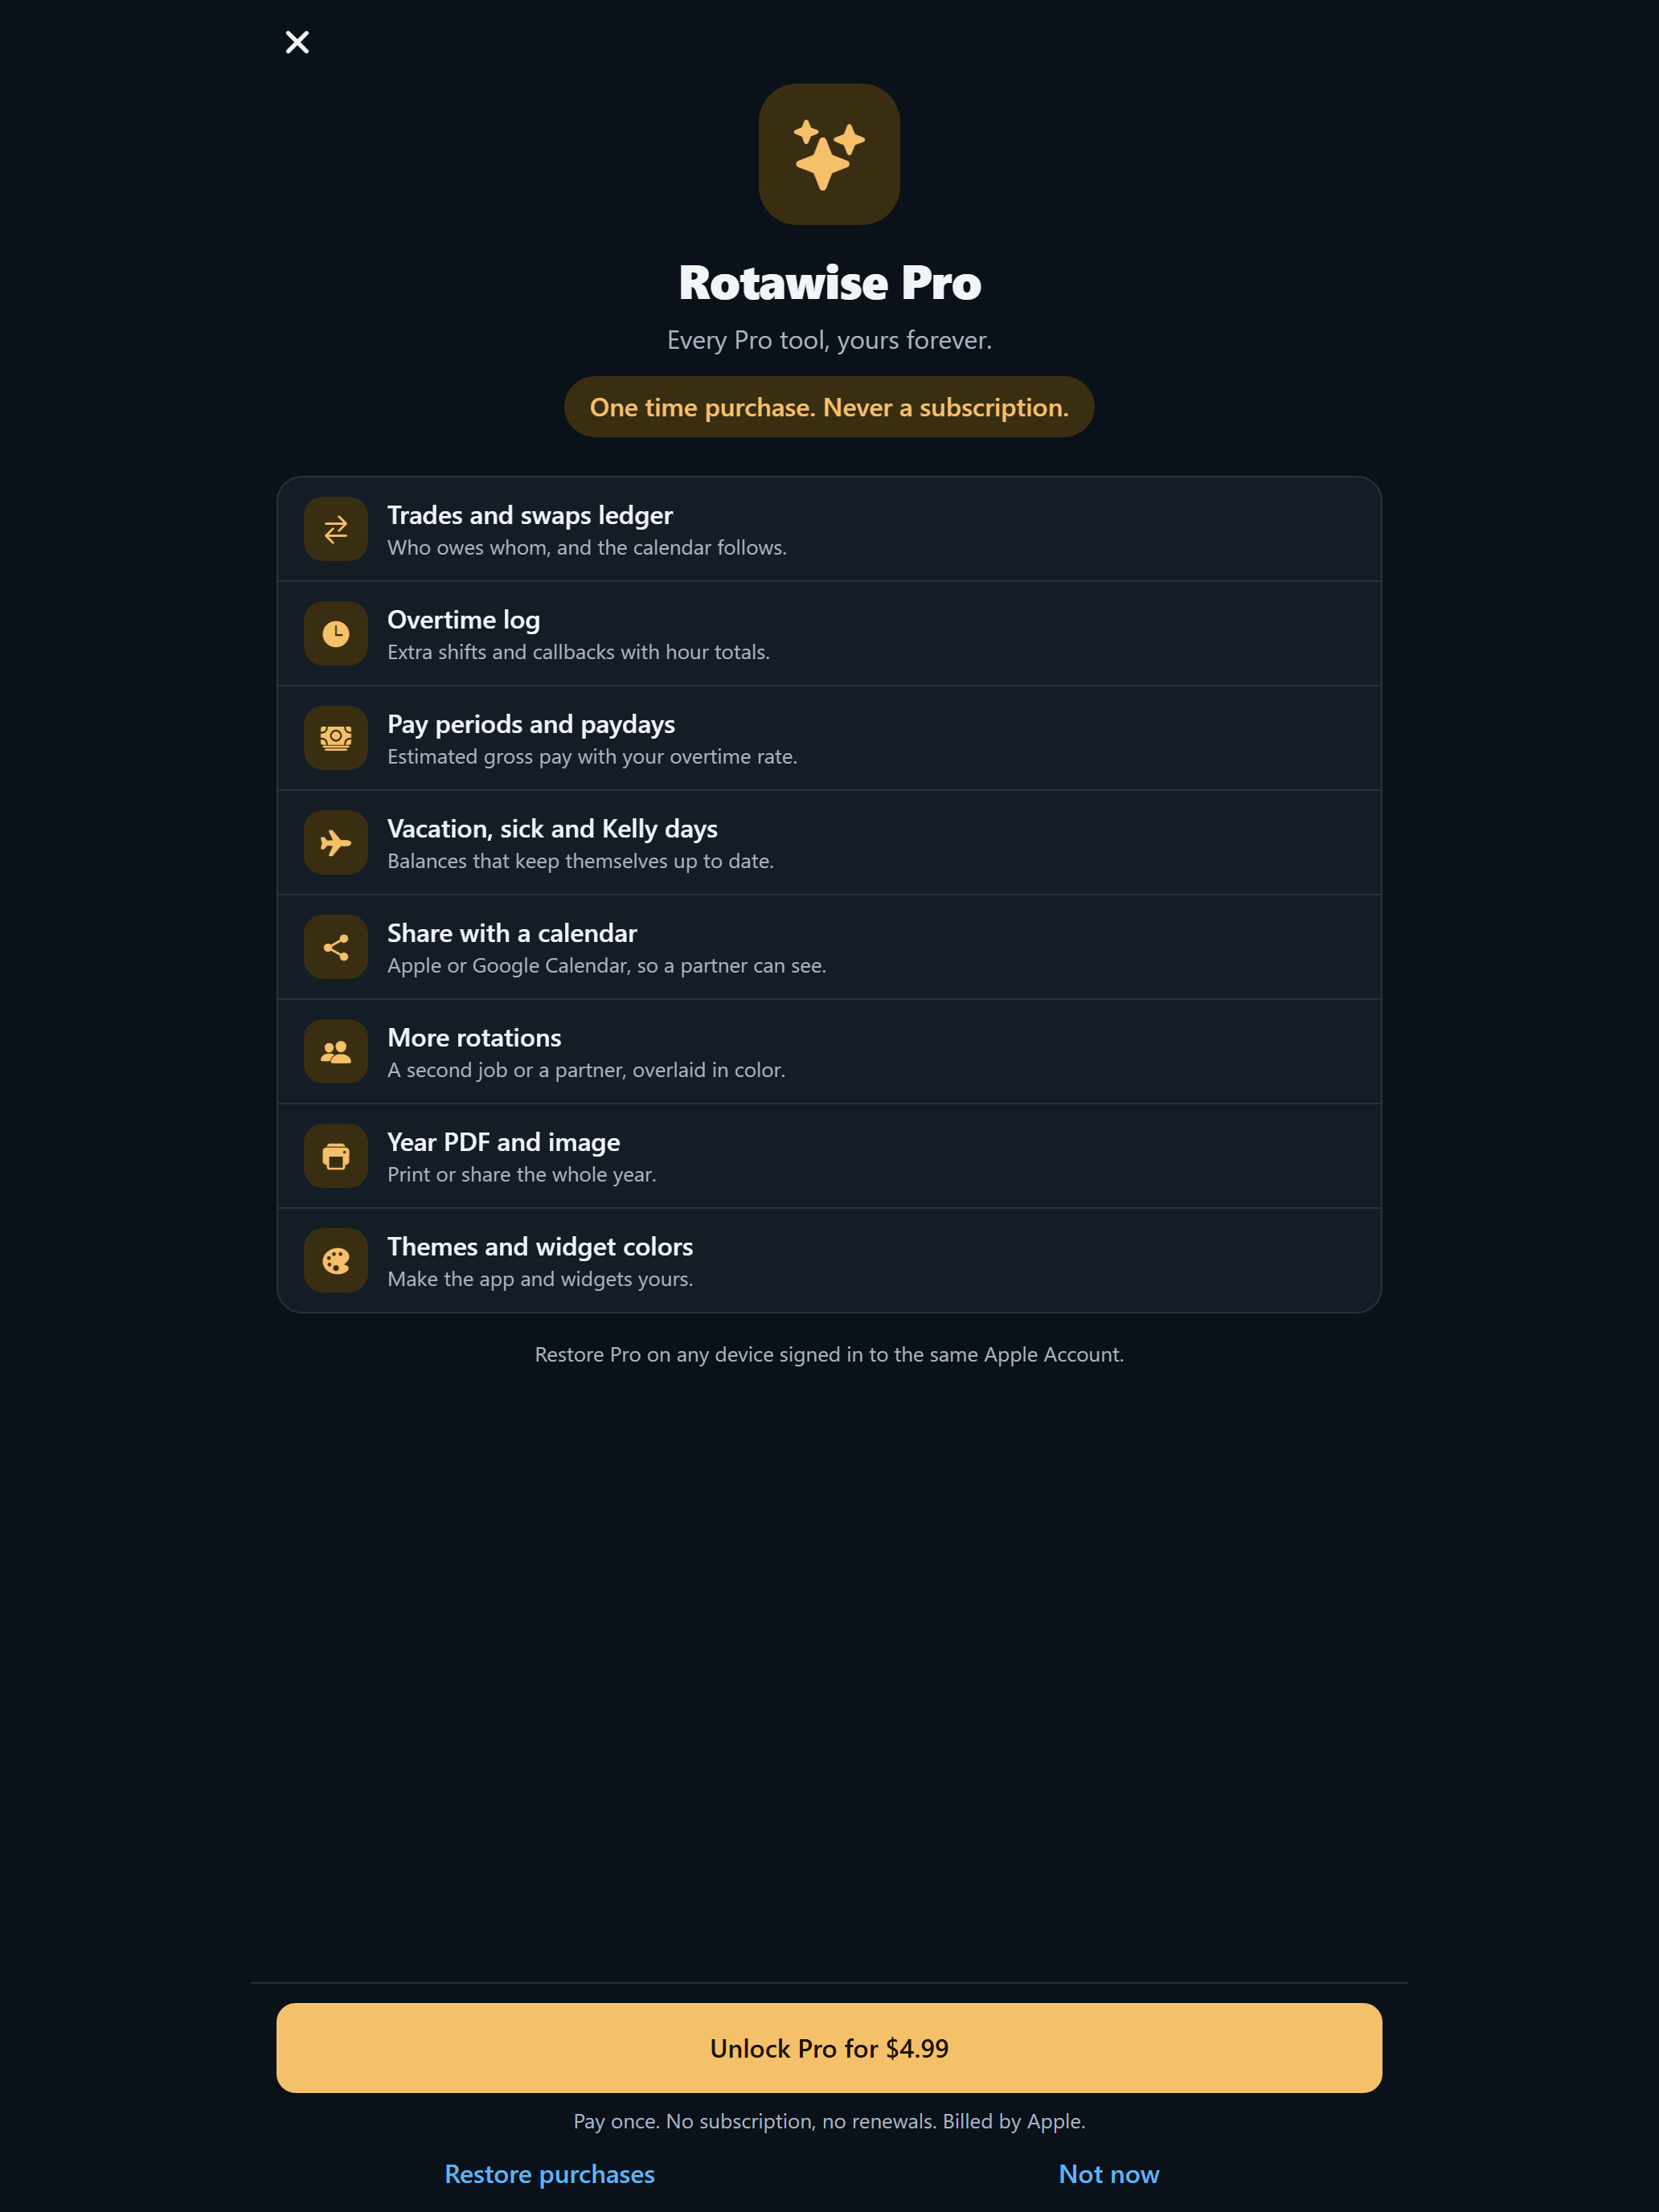 Rotawise Pro
Every Pro tool, yours forever.
One time purchase. Never a subscription.
Trades and swaps ledger
Who owes whom, and the calendar follows.
Overtime log
Extra shifts and callbacks with hour totals.
Pay periods and paydays
Estimated gross pay with your overtime rate.
Vacation, sick and Kelly days
Balances that keep themselves up to date.
Share with a calendar
Apple or Google Calendar, so a partner can see.
More rotations
A second job or a partner, overlaid in color.
Year PDF and image
Print or share the whole year.
Themes and widget colors
Make the app and widgets yours.
Restore Pro on any device signed in to the same Apple Account.
Unlock Pro for $4.99
Pay once. No subscription, no renewals. Billed by Apple.
Restore purchases
Not now